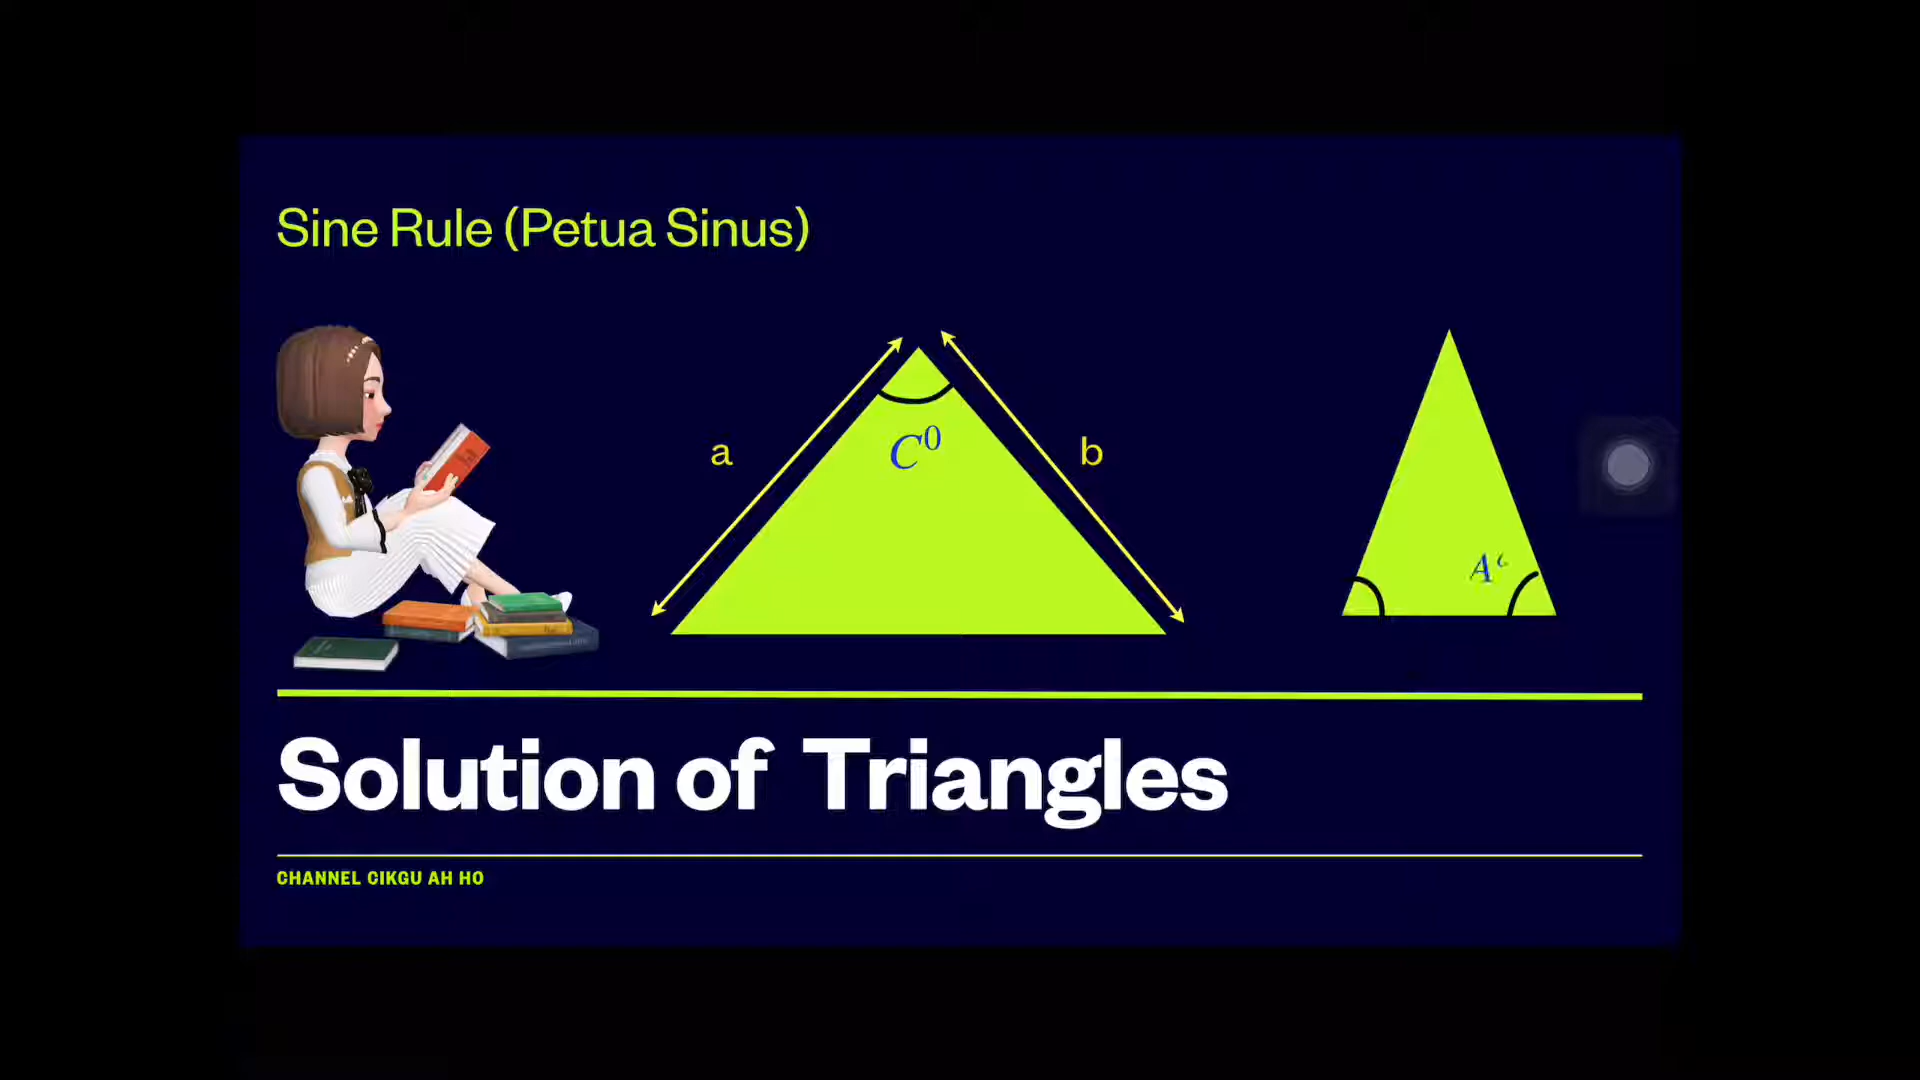 Sine Rule (Petua Sinus)
a
C⁰
b
A
Solution of Triangles
CHANNEL CIKGU AH HO